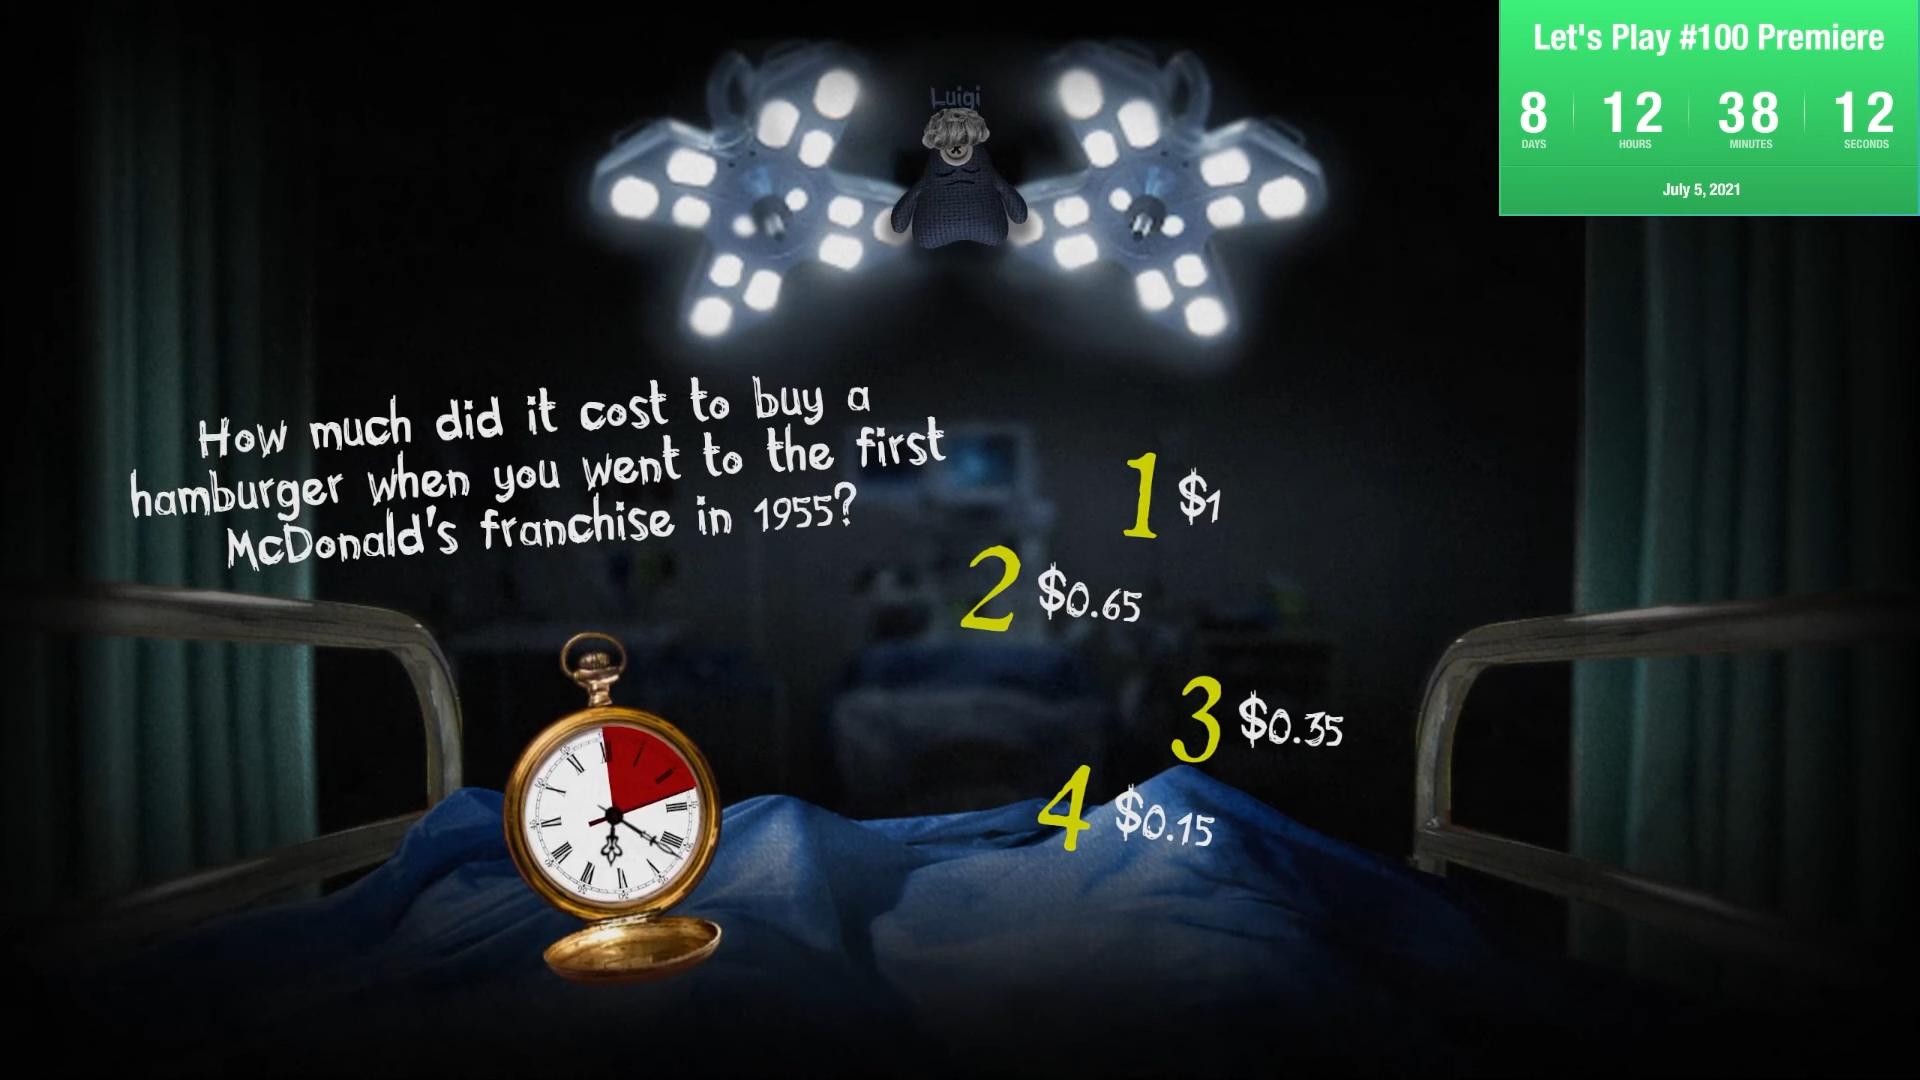 Let's Play #100 Premiere
8 12 38 12
DAYS HOURS MINUTES SECONDS
July 5, 2021
Luigi
How much did it cost to buy a
hamburger when you went to the first
McDonald's franchise in 1955?
1 $1
2 $0.65
3 $0.35
4 $0.15